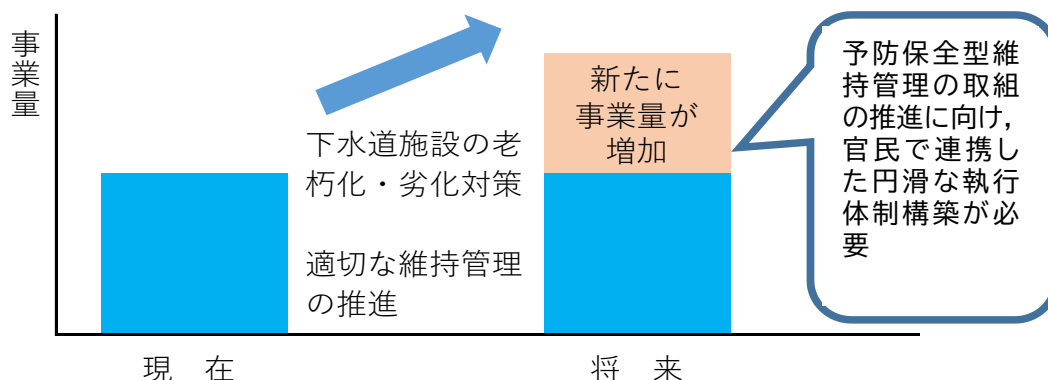 事業量
下水道施設の老
朽化・劣化対策
適切な維持管理
の推進
新たに
事業量が
増加
予防保全型維
持管理の取組
の推進に向け，
官民で連携し
た円滑な執行
体制構築が必
要
現　在
将　来